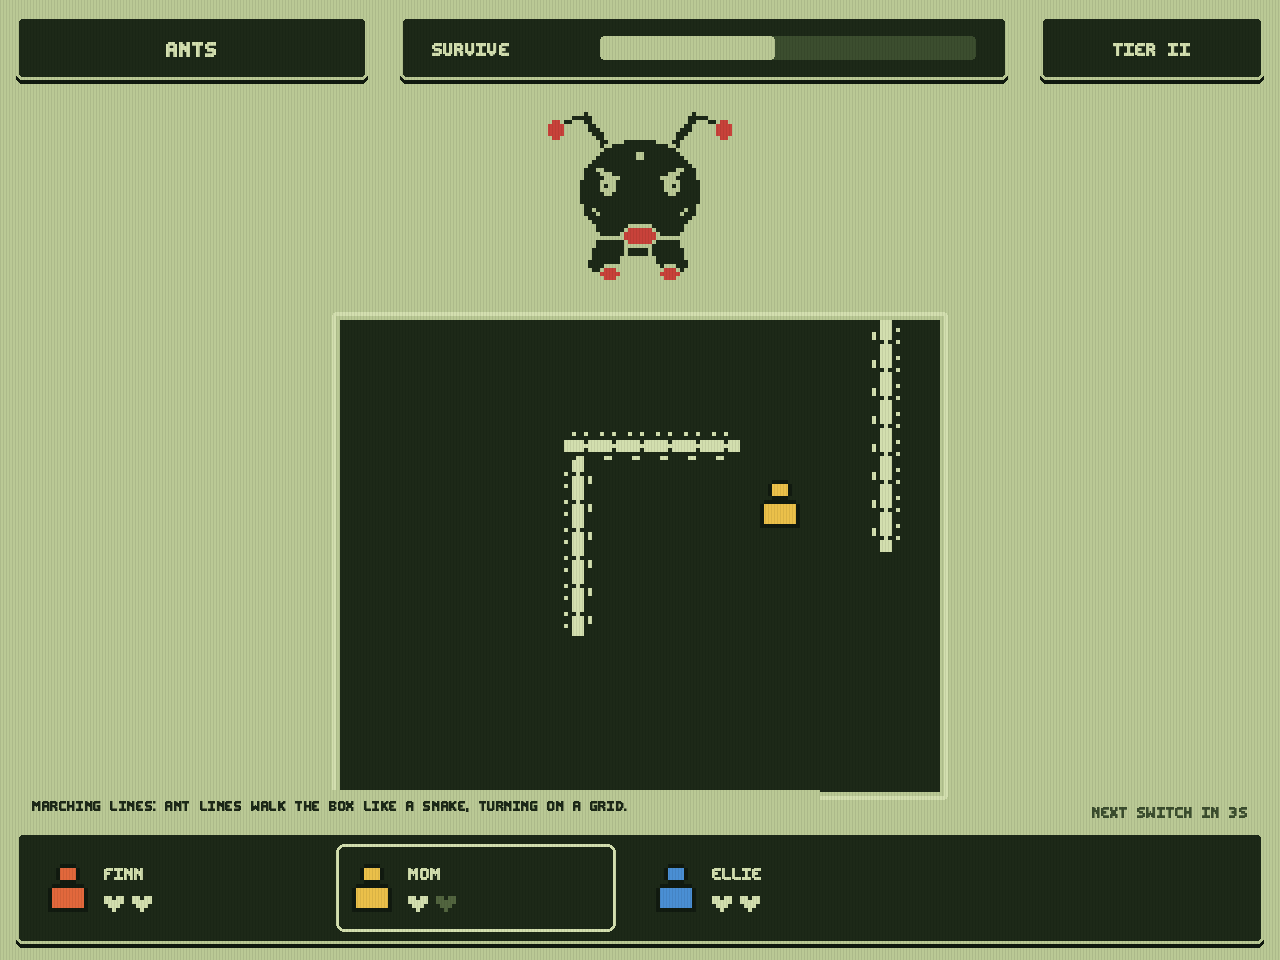 ANTS
SURVIVE
TIER II
MARCHING LINES: ANT LINES WALK THE BOX LIKE A SNAKE, TURNING ON A GRID.
NEXT SWITCH IN 3S
FINN
MOM
ELLIE